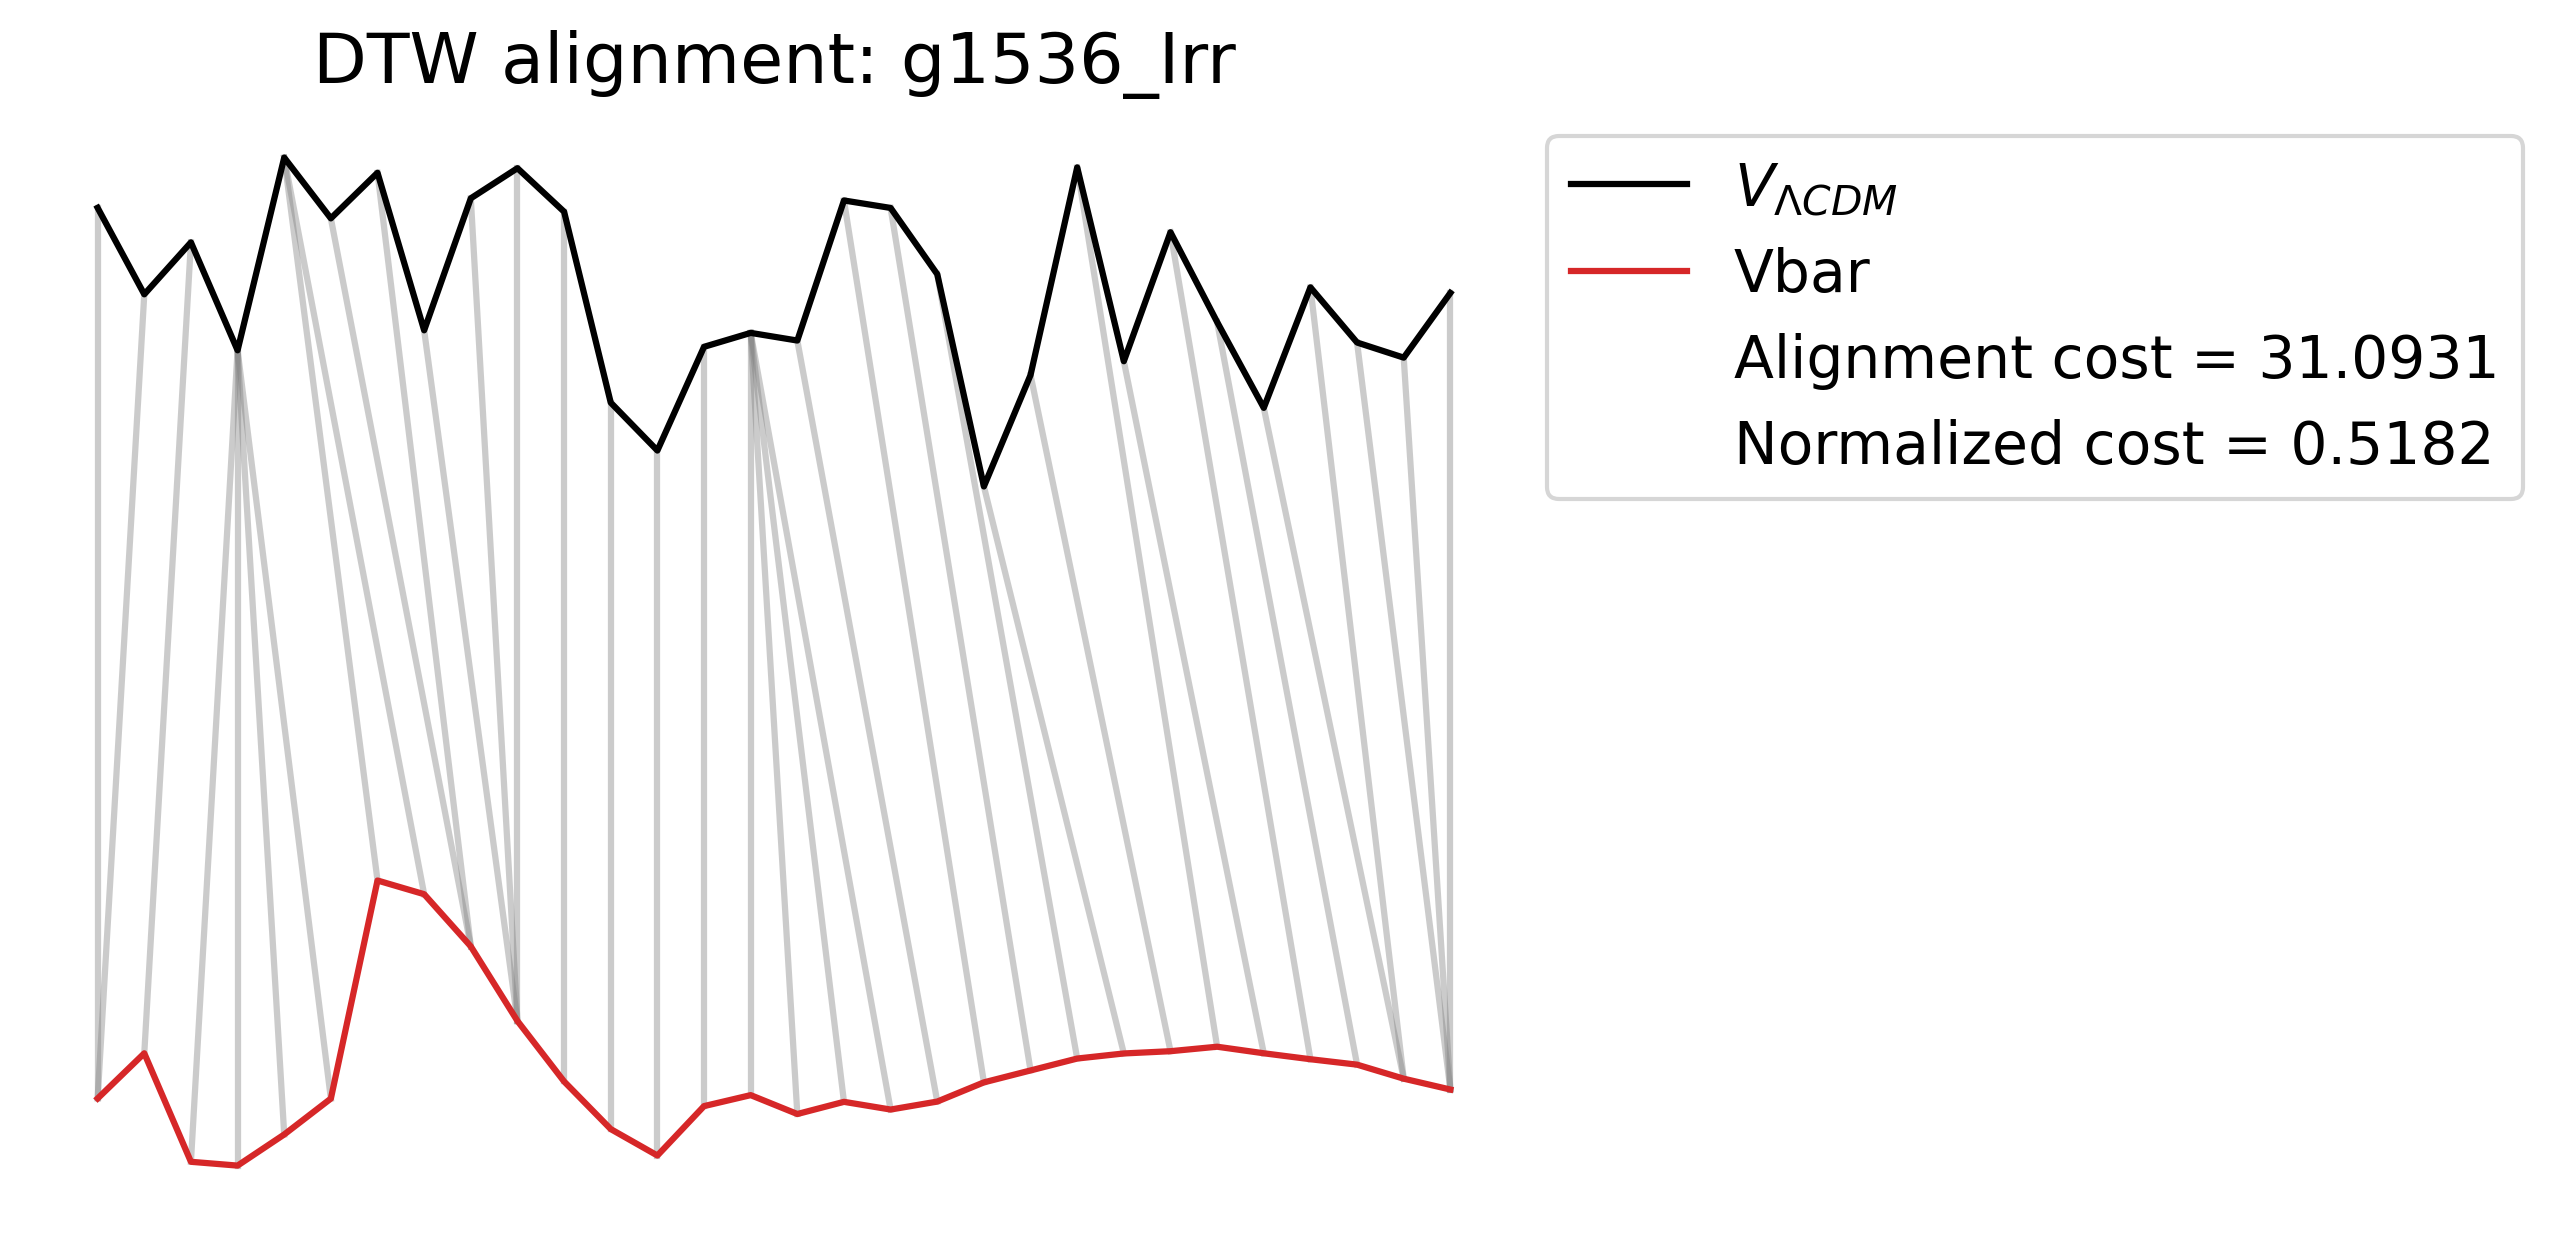 DTW alignment: g1536_Irr
V_ΛCDM
Vbar
Alignment cost = 31.0931
Normalized cost = 0.5182